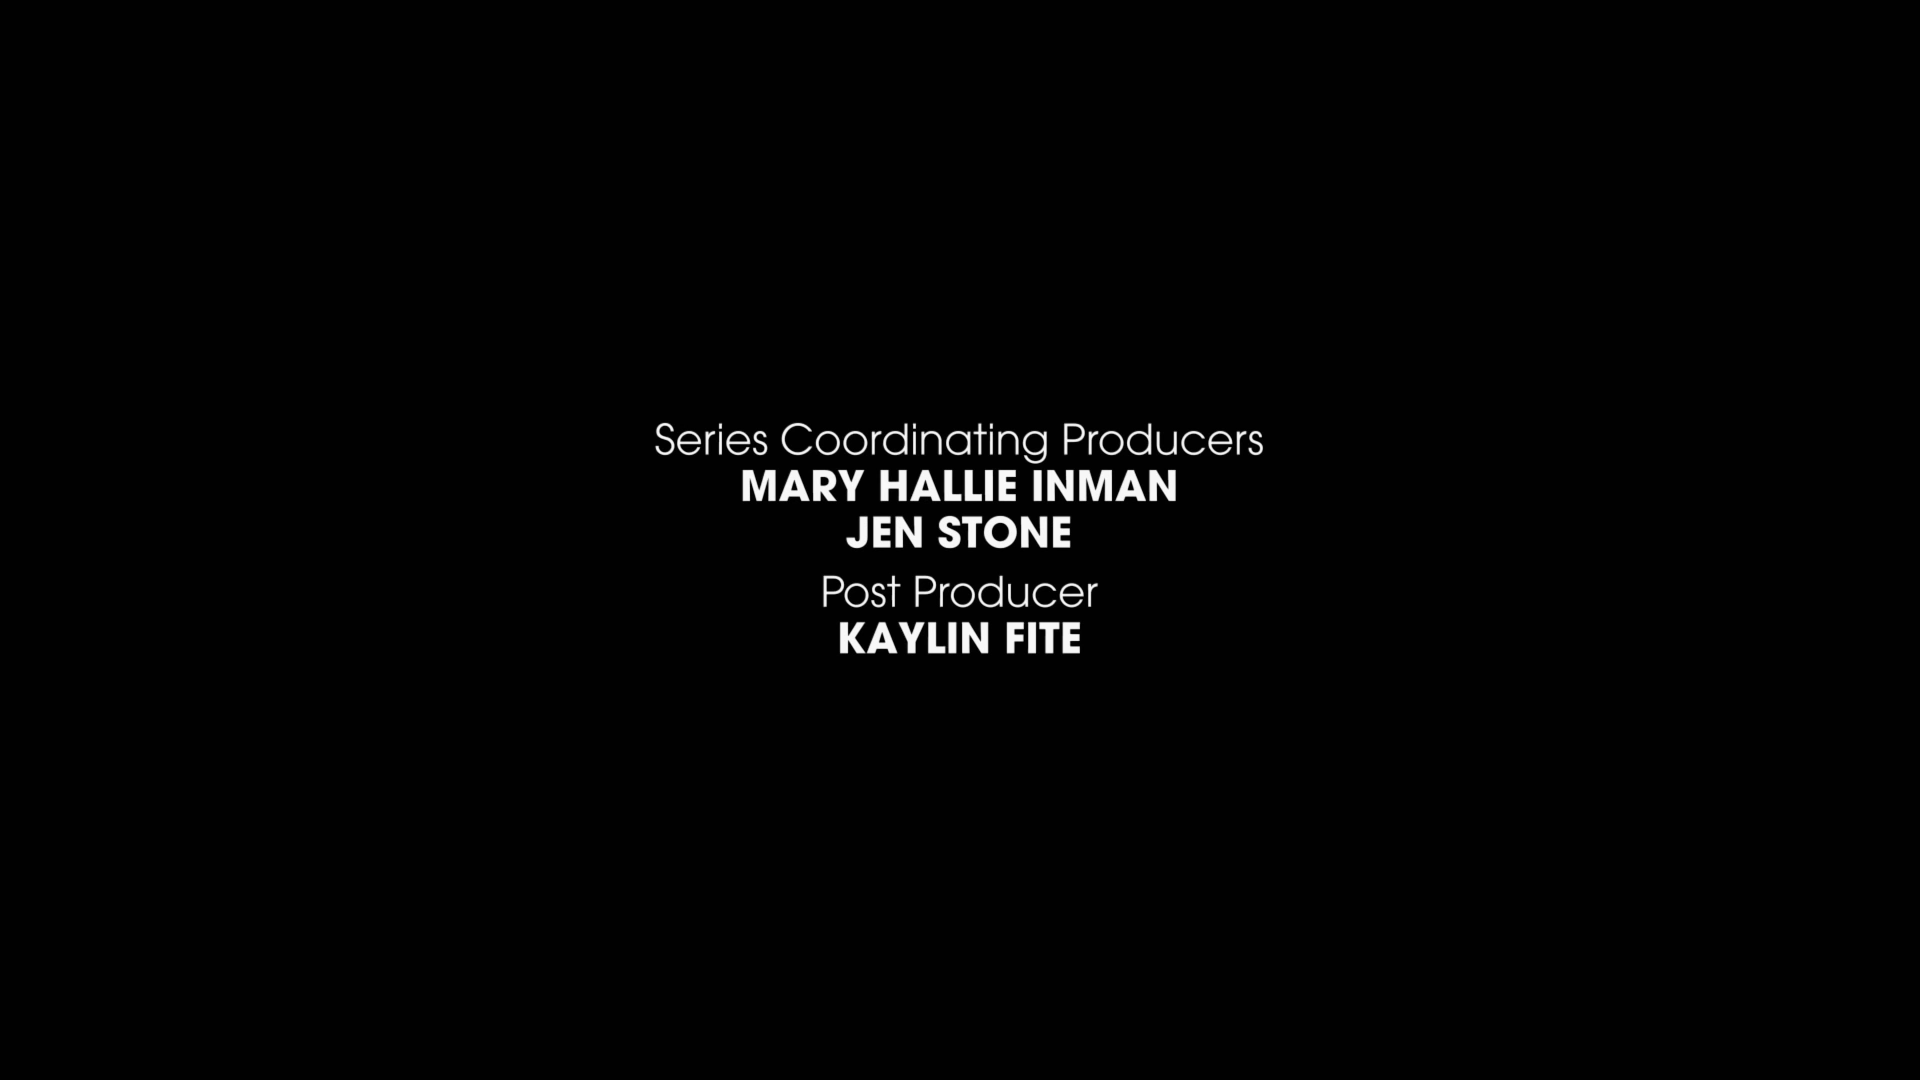 Series Coordinating Producers
MARY HALLIE INMAN
JEN STONE
Post Producer
KAYLIN FITE